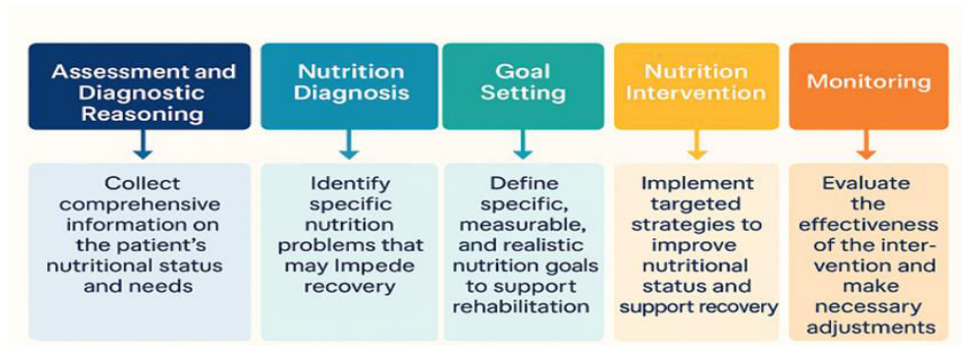 Assessment and
Diagnostic
Reasoning
Collect
comprehensive
information on
the patient's
nutritional status
and needs
Nutrition
Diagnosis
Identify
specific
nutrition
problems that
may Impede
recovery
Goal
Setting
Define
specific,
measurable,
and realistic
nutrition goals
to support
rehabilitation
Nutrition
Intervention
Implement
targeted
strategies to
improve
nutritional
status and
support recovery
Monitoring
Evaluate
the
effectiveness
of the inter-
vention and
make
necessary
adjustments